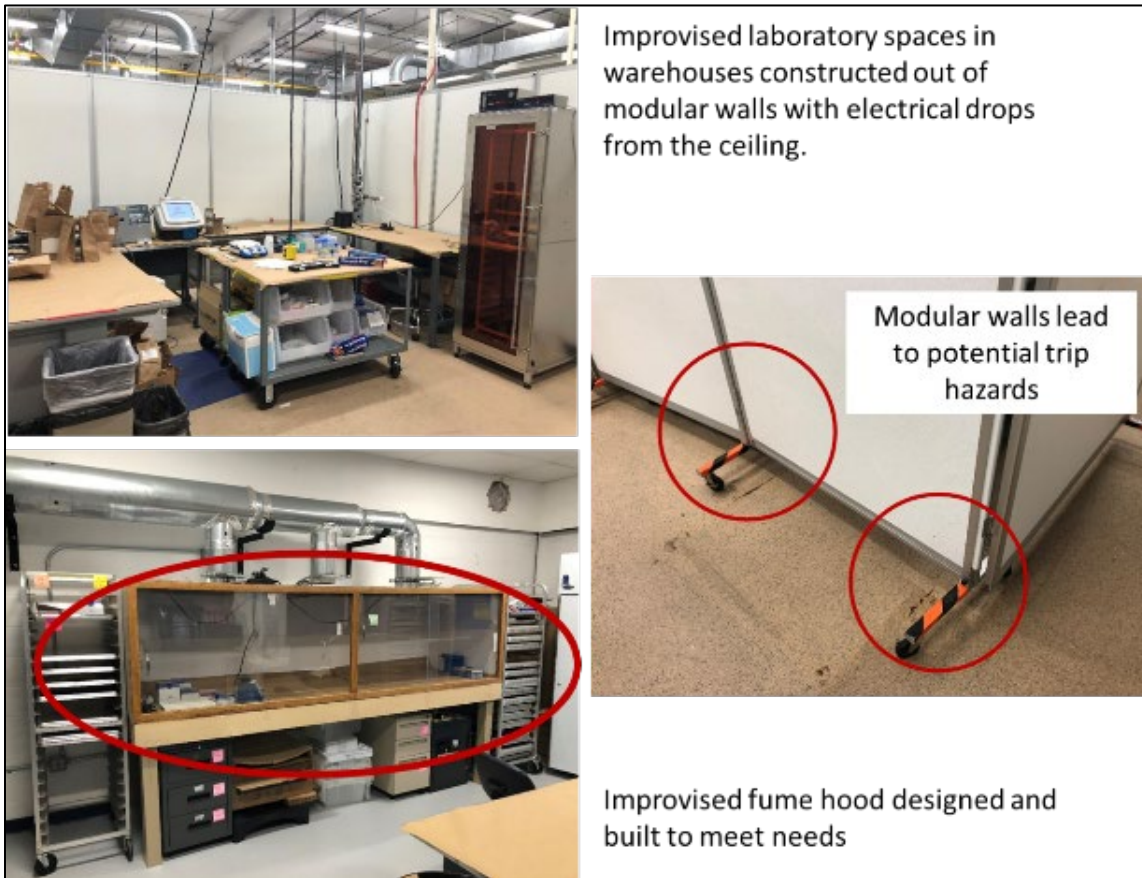 Improvised laboratory spaces in
warehouses constructed out of
modular walls with electrical drops
from the ceiling.
Modular walls lead
to potential trip
hazards
Improvised fume hood designed and
built to meet needs